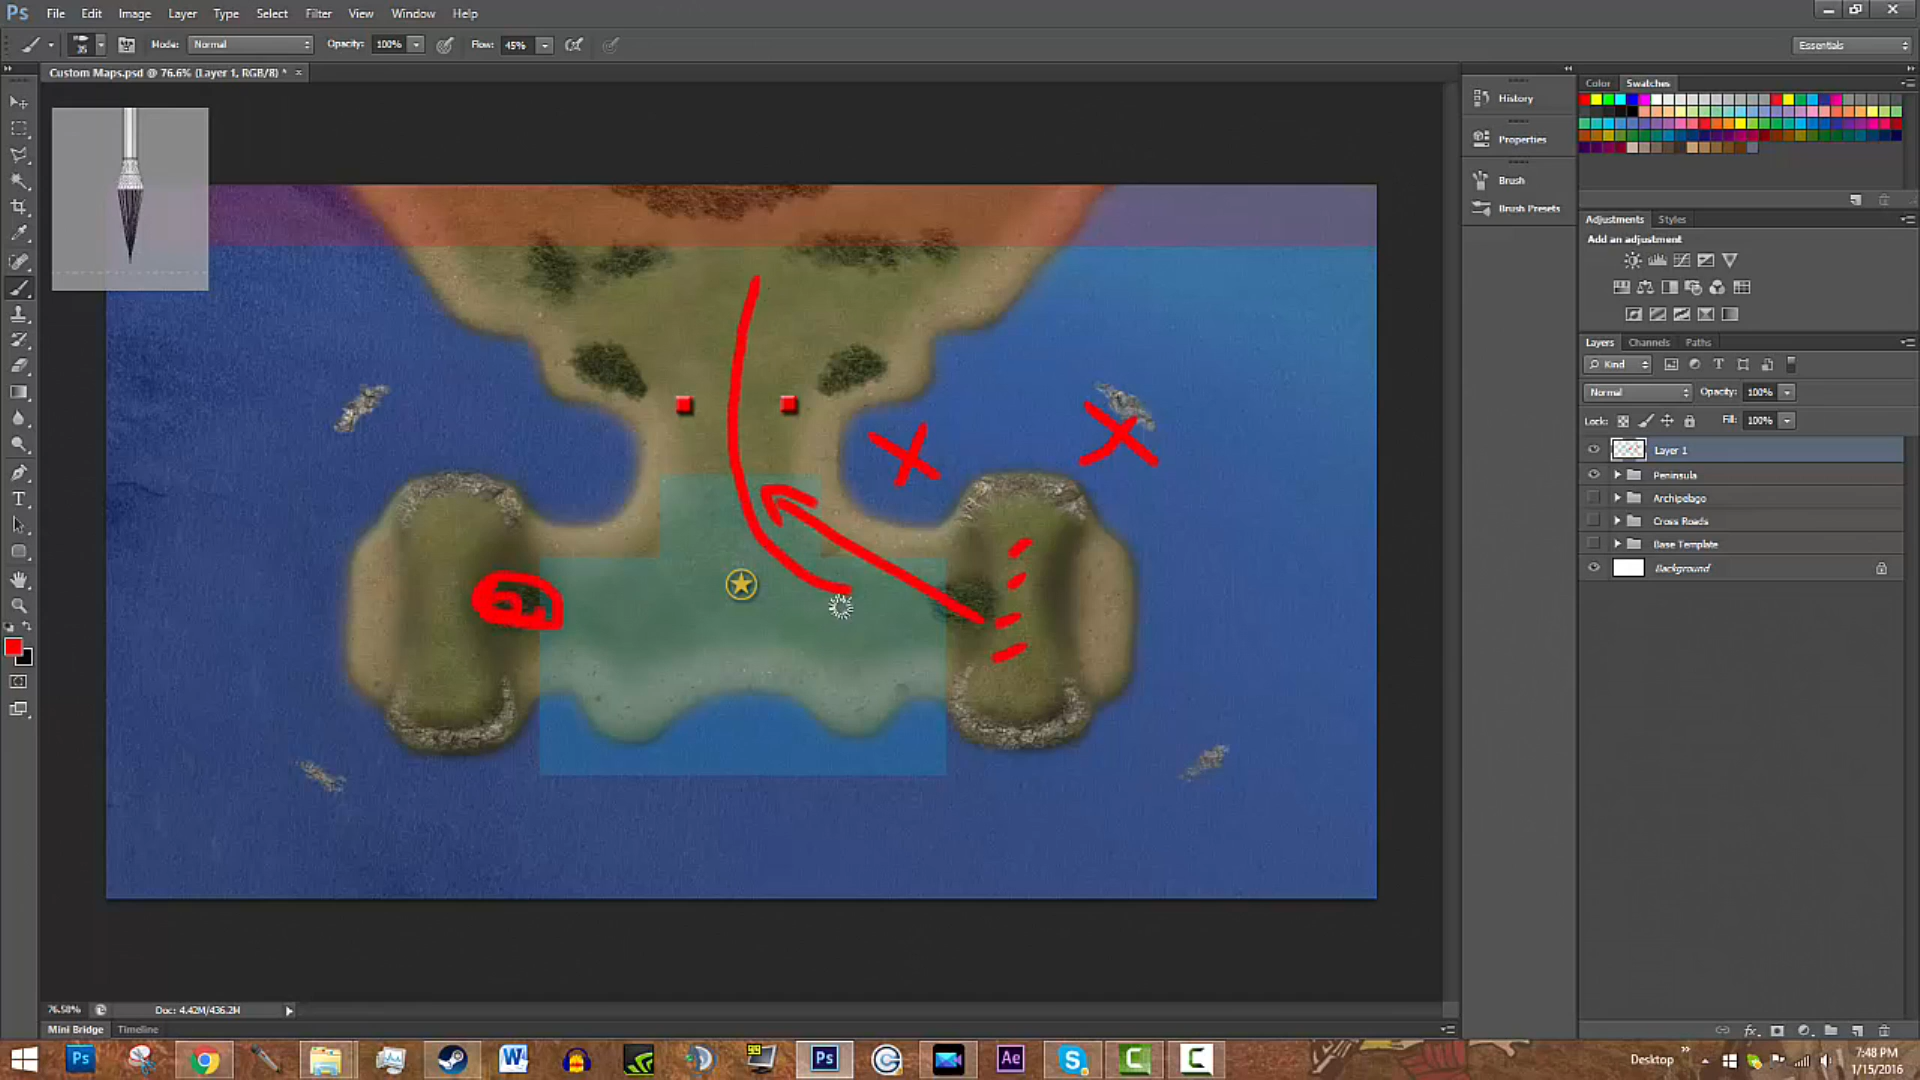 Ps File Edit Image Layer Type Select Filter View Window Help
35 Mode: Normal Opacity: 100% Flow: 45% Essentials
Custom Maps.psd @ 76.6% (Layer 1, RGB/8) * ×
History
Properties
Brush
Brush Presets
Color Swatches
Adjustments Styles
Add an adjustment
Layers Channels Paths
Kind
Normal Opacity: 100%
Lock: Fill: 100%
Layer 1
Peninsula
Archipelago
Cross Roads
Base Template
Background
76.58% Doc: 4.42M/436.2M
Mini Bridge Timeline
Desktop
7:48 PM
1/15/2016